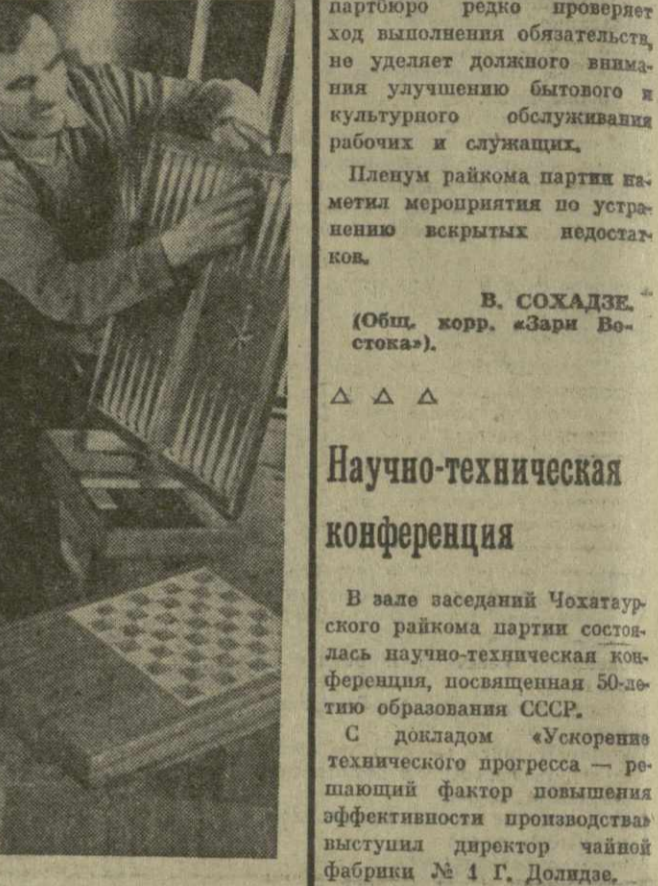 партбюро редко проверяет
ход выполнения обязательств,
не уделяет должного внима-
ния улучшению бытового и
культурного обслуживания
рабочих и служащих.
Пленум райкома партии на-
метил мероприятия по устра-
нению вскрытых недостат-
ков.
В. СОХАДЗЕ.
(Общ. корр. «Зари Во-
стока»).
△ △ △
Научно-техническая
конференция
В зале заседаний Чохатаур-
ского райкома партии состоя-
лась научно-техническая кон-
ференция, посвященная 50-ле-
тию образования СССР.
С докладом «Ускорение
технического прогресса — ре-
шающий фактор повышения
эффективности производства»
выступил директор чайной
фабрики № 1 Г. Долидзе.